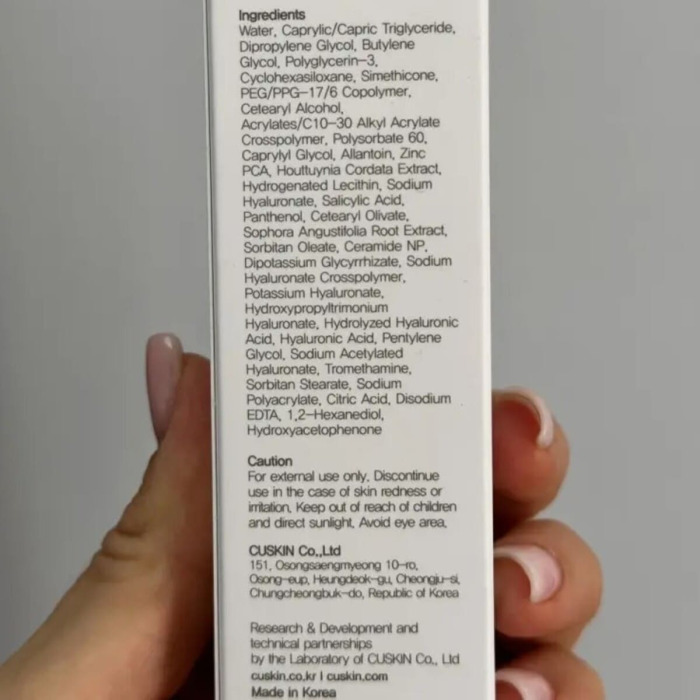 Ingredients
Water, Caprylic/Capric Triglyceride,
Dipropylene Glycol, Butylene
Glycol, Polyglycerin-3,
Cyclohexasiloxane, Simethicone,
PEG/PPG-17/6 Copolymer,
Cetearyl Alcohol,
Acrylates/C10-30 Alkyl Acrylate
Crosspolymer, Polysorbate 60,
Caprylyl Glycol, Allantoin, Zinc
PCA, Houttuynia Cordata Extract,
Hydrogenated Lecithin, Sodium
Hyaluronate, Salicylic Acid,
Panthenol, Cetearyl Olivate,
Sophora Angustifolia Root Extract,
Sorbitan Oleate, Ceramide NP,
Dipotassium Glycyrrhizate, Sodium
Hyaluronate Crosspolymer,
Potassium Hyaluronate,
Hydroxypropyltrimonium
Hyaluronate, Hydrolyzed Hyaluronic
Acid, Hyaluronic Acid, Pentylene
Glycol, Sodium Acetylated
Hyaluronate, Tromethamine,
Sorbitan Stearate, Sodium
Polyacrylate, Citric Acid, Disodium
EDTA, 1,2-Hexanediol,
Hydroxyacetophenone
Caution
For external use only. Discontinue
use in the case of skin redness or
irritation. Keep out of reach of children
and direct sunlight. Avoid eye area.
CUSKIN Co.,Ltd
151, Osongsaengmyeong 10-ro,
Osong-eup, Heungdeok-gu, Cheongju-si,
Chungcheongbuk-do, Republic of Korea
Research & Development and
technical partnerships
by the Laboratory of CUSKIN Co., Ltd
cuskin.co.kr I cuskin.com
Made in Korea